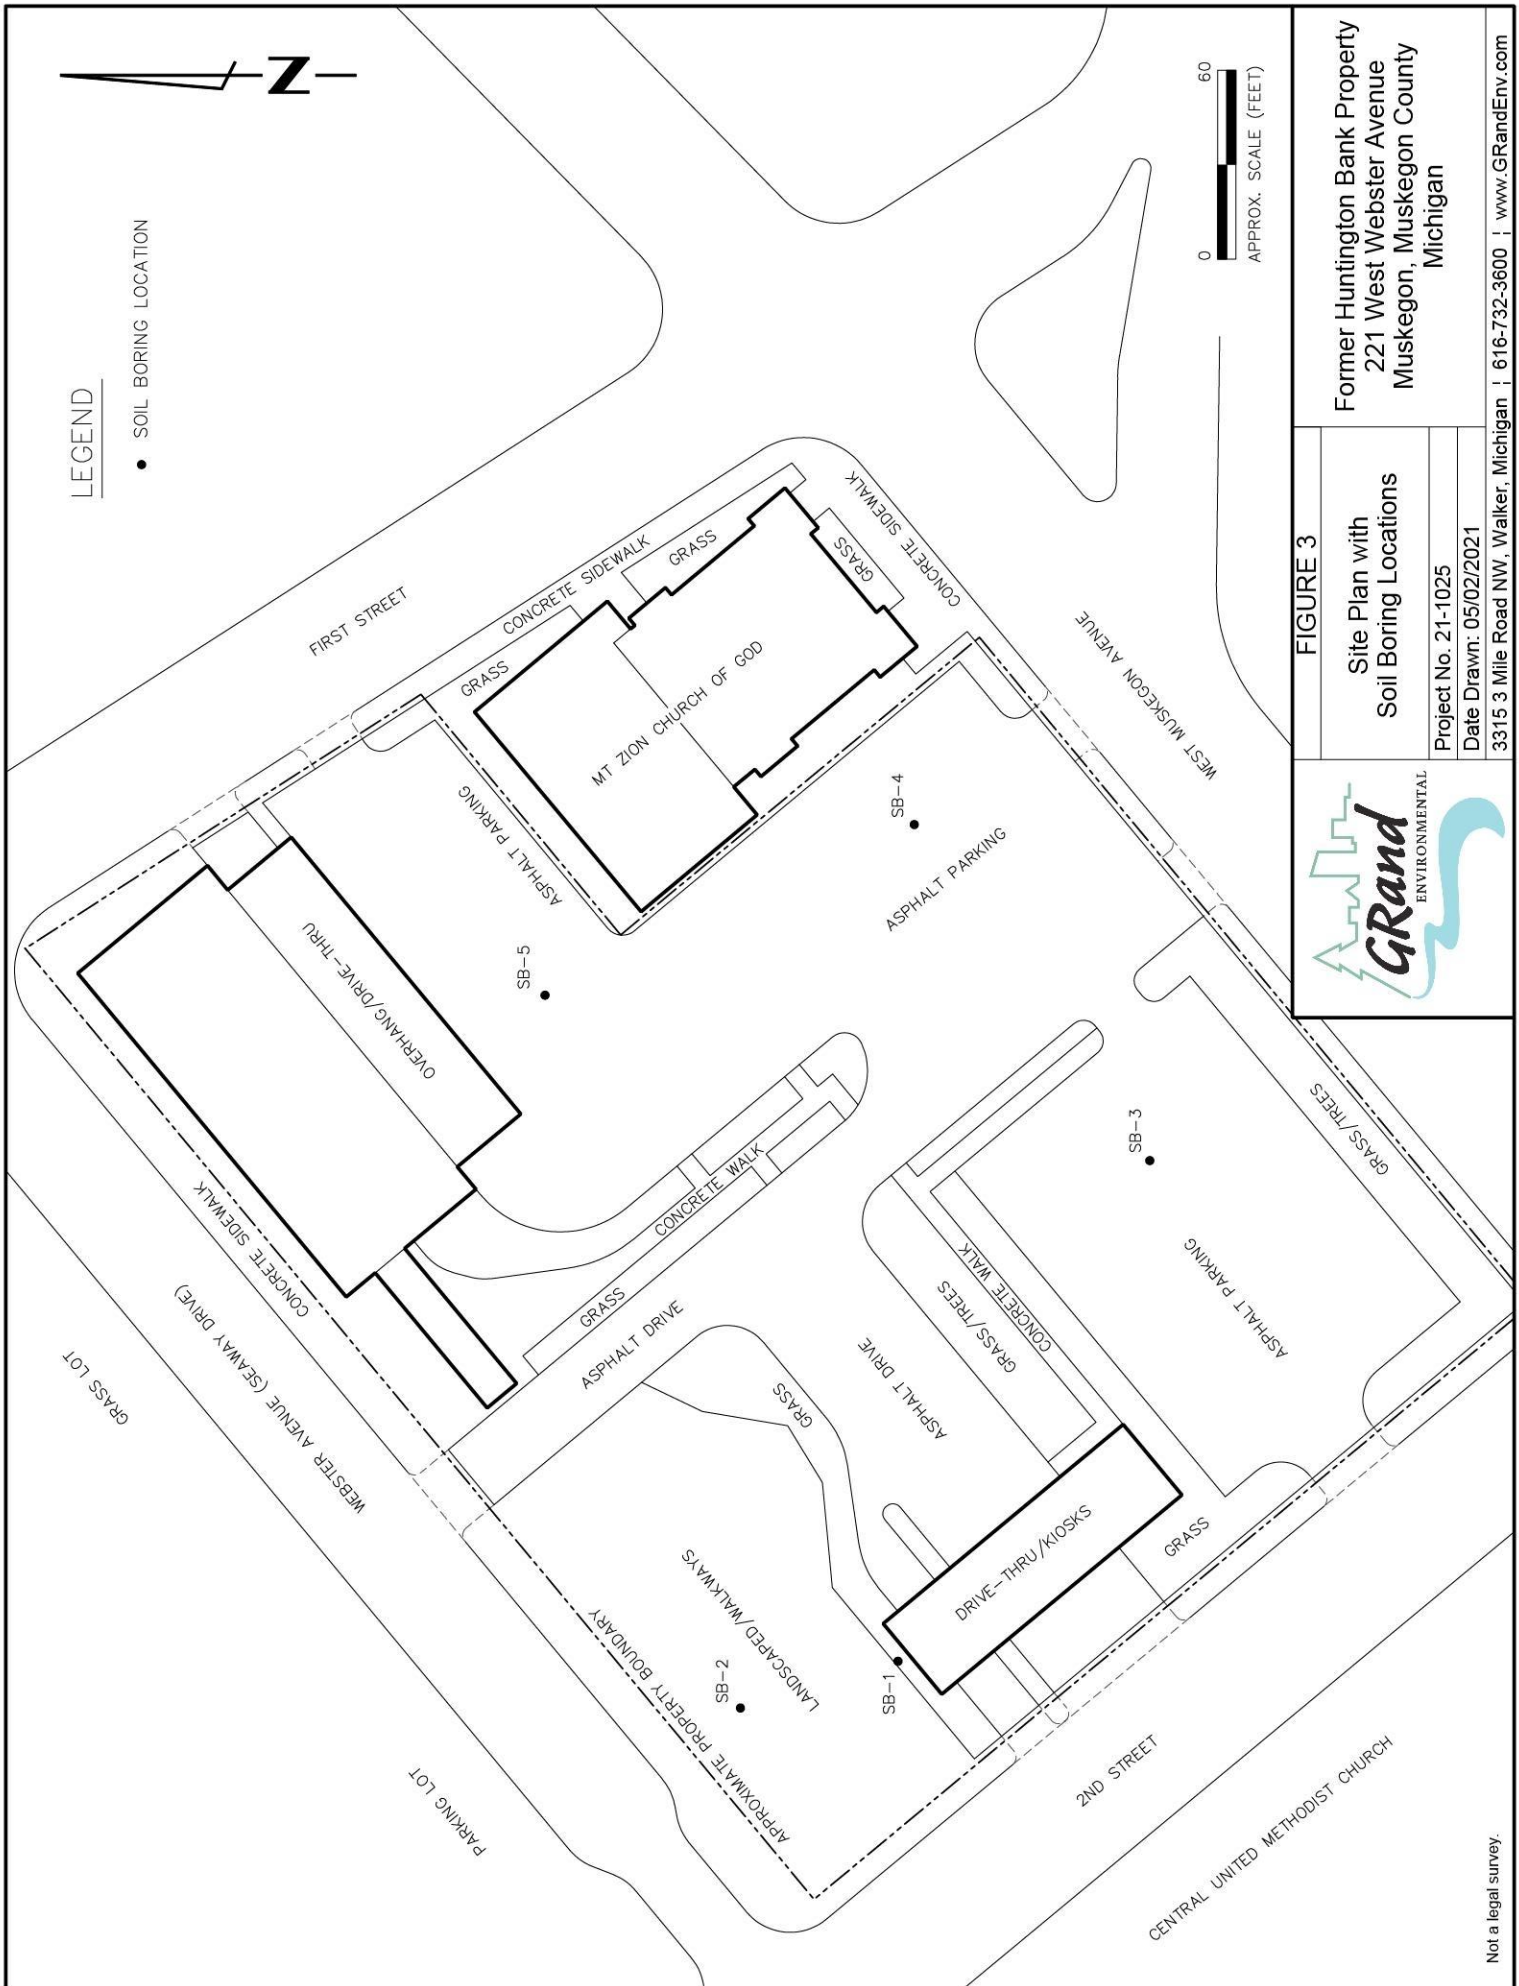 N
LEGEND
SOIL BORING LOCATION
FIRST STREET
CONCRETE SIDEWALK
GRASS
GRASS
GRASS
CONCRETE SIDEWALK
MT ZION CHURCH OF GOD
ASPHALT PARKING
OVERHANG/DRIVE-THRU
SB-5
SB-4
ASPHALT PARKING
WEST MUSKEGON AVENUE
CONCRETE SIDEWALK
WEBSTER AVENUE (SEAWAY DRIVE)
GRASS LOT
CONCRETE WALK
GRASS
ASPHALT DRIVE
GRASS
ASPHALT DRIVE
GRASS/TREES
CONCRETE WALK
SB-3
ASPHALT PARKING
GRASS/TREES
LANDSCAPED/WALKWAYS
APPROXIMATE PROPERTY BOUNDARY
SB-2
SB-1
DRIVE-THRU/KIOSKS
GRASS
PARKING LOT
2ND STREET
CENTRAL UNITED METHODIST CHURCH
0 60
APPROX. SCALE (FEET)
Not a legal survey.
GRand
ENVIRONMENTAL
FIGURE 3
Site Plan with
Soil Boring Locations
Project No. 21-1025
Date Drawn: 05/02/2021
Former Huntington Bank Property
221 West Webster Avenue
Muskegon, Muskegon County
Michigan
3315 3 Mile Road NW, Walker, Michigan | 616-732-3600 | www.GRandEnv.com